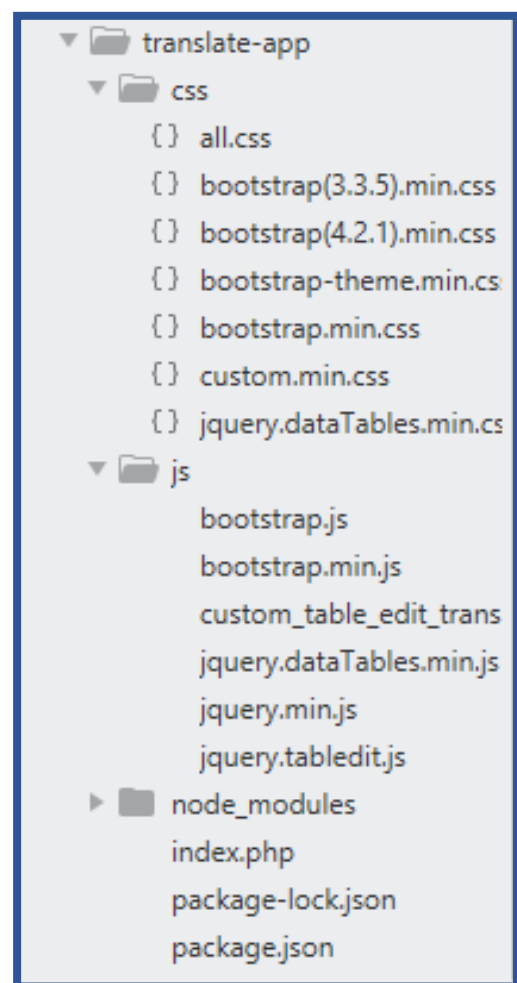 translate-app
css
{} all.css
{} bootstrap(3.3.5).min.css
{} bootstrap(4.2.1).min.css
{} bootstrap-theme.min.cs
{} bootstrap.min.css
{} custom.min.css
{} jquery.dataTables.min.cs
js
bootstrap.js
bootstrap.min.js
custom_table_edit_trans
jquery.dataTables.min.js
jquery.min.js
jquery.tabledit.js
node_modules
index.php
package-lock.json
package.json